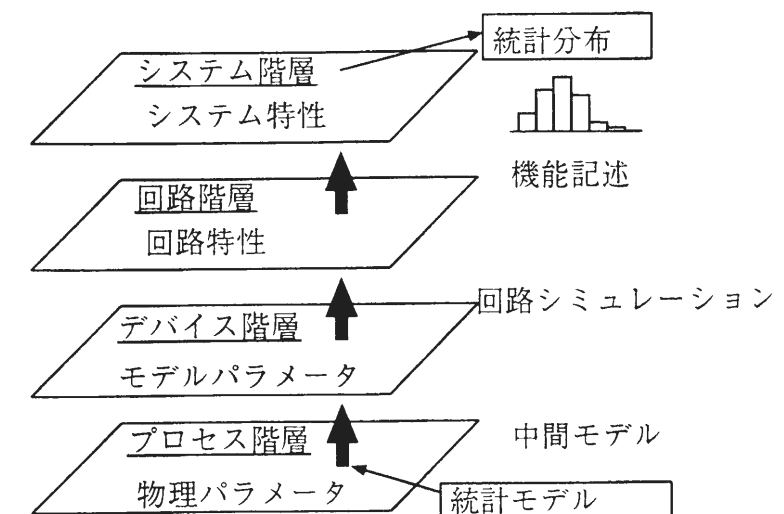 統計分布
システム階層
システム特性
機能記述
回路階層
回路特性
回路シミュレーション
デバイス階層
モデルパラメータ
中間モデル
プロセス階層
物理パラメータ
統計モデル